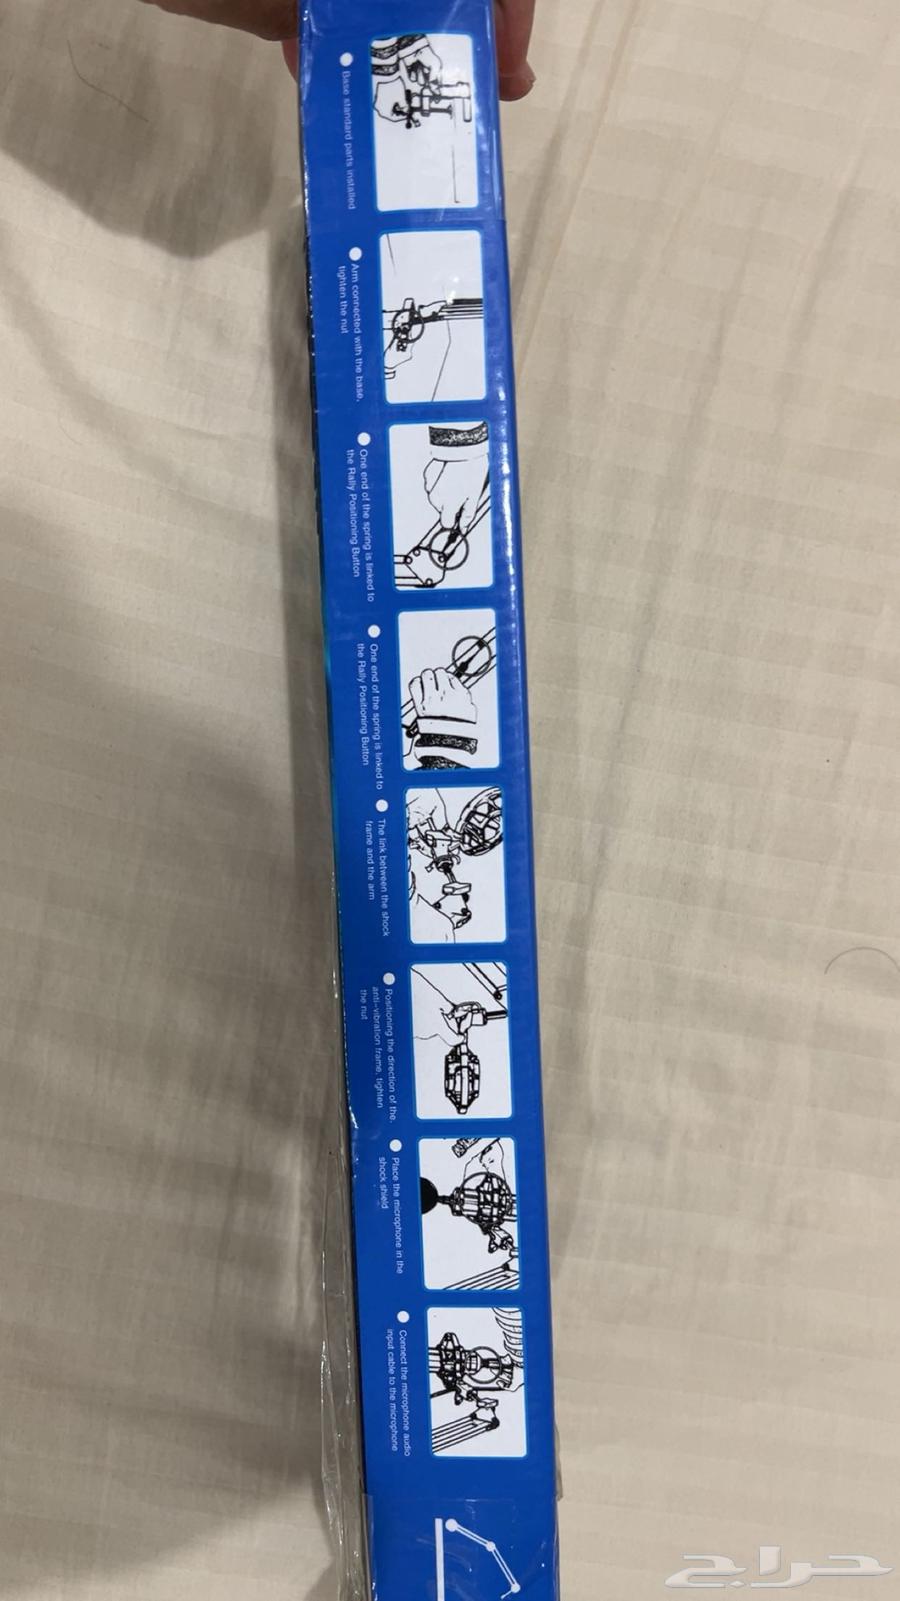 Base standard parts installed
Arm connected with the base,
tighten the nut
One end of the spring is linked to
the Rally Positioning Button
One end of the spring is linked to
the Rally Positioning Button
The link between the shock
frame and the arm
Positioning the direction of the
anti-vibration frame, tighten
the nut
Place the microphone in the
shock shield
Connect the microphone audio
input cable to the microphone
حراج